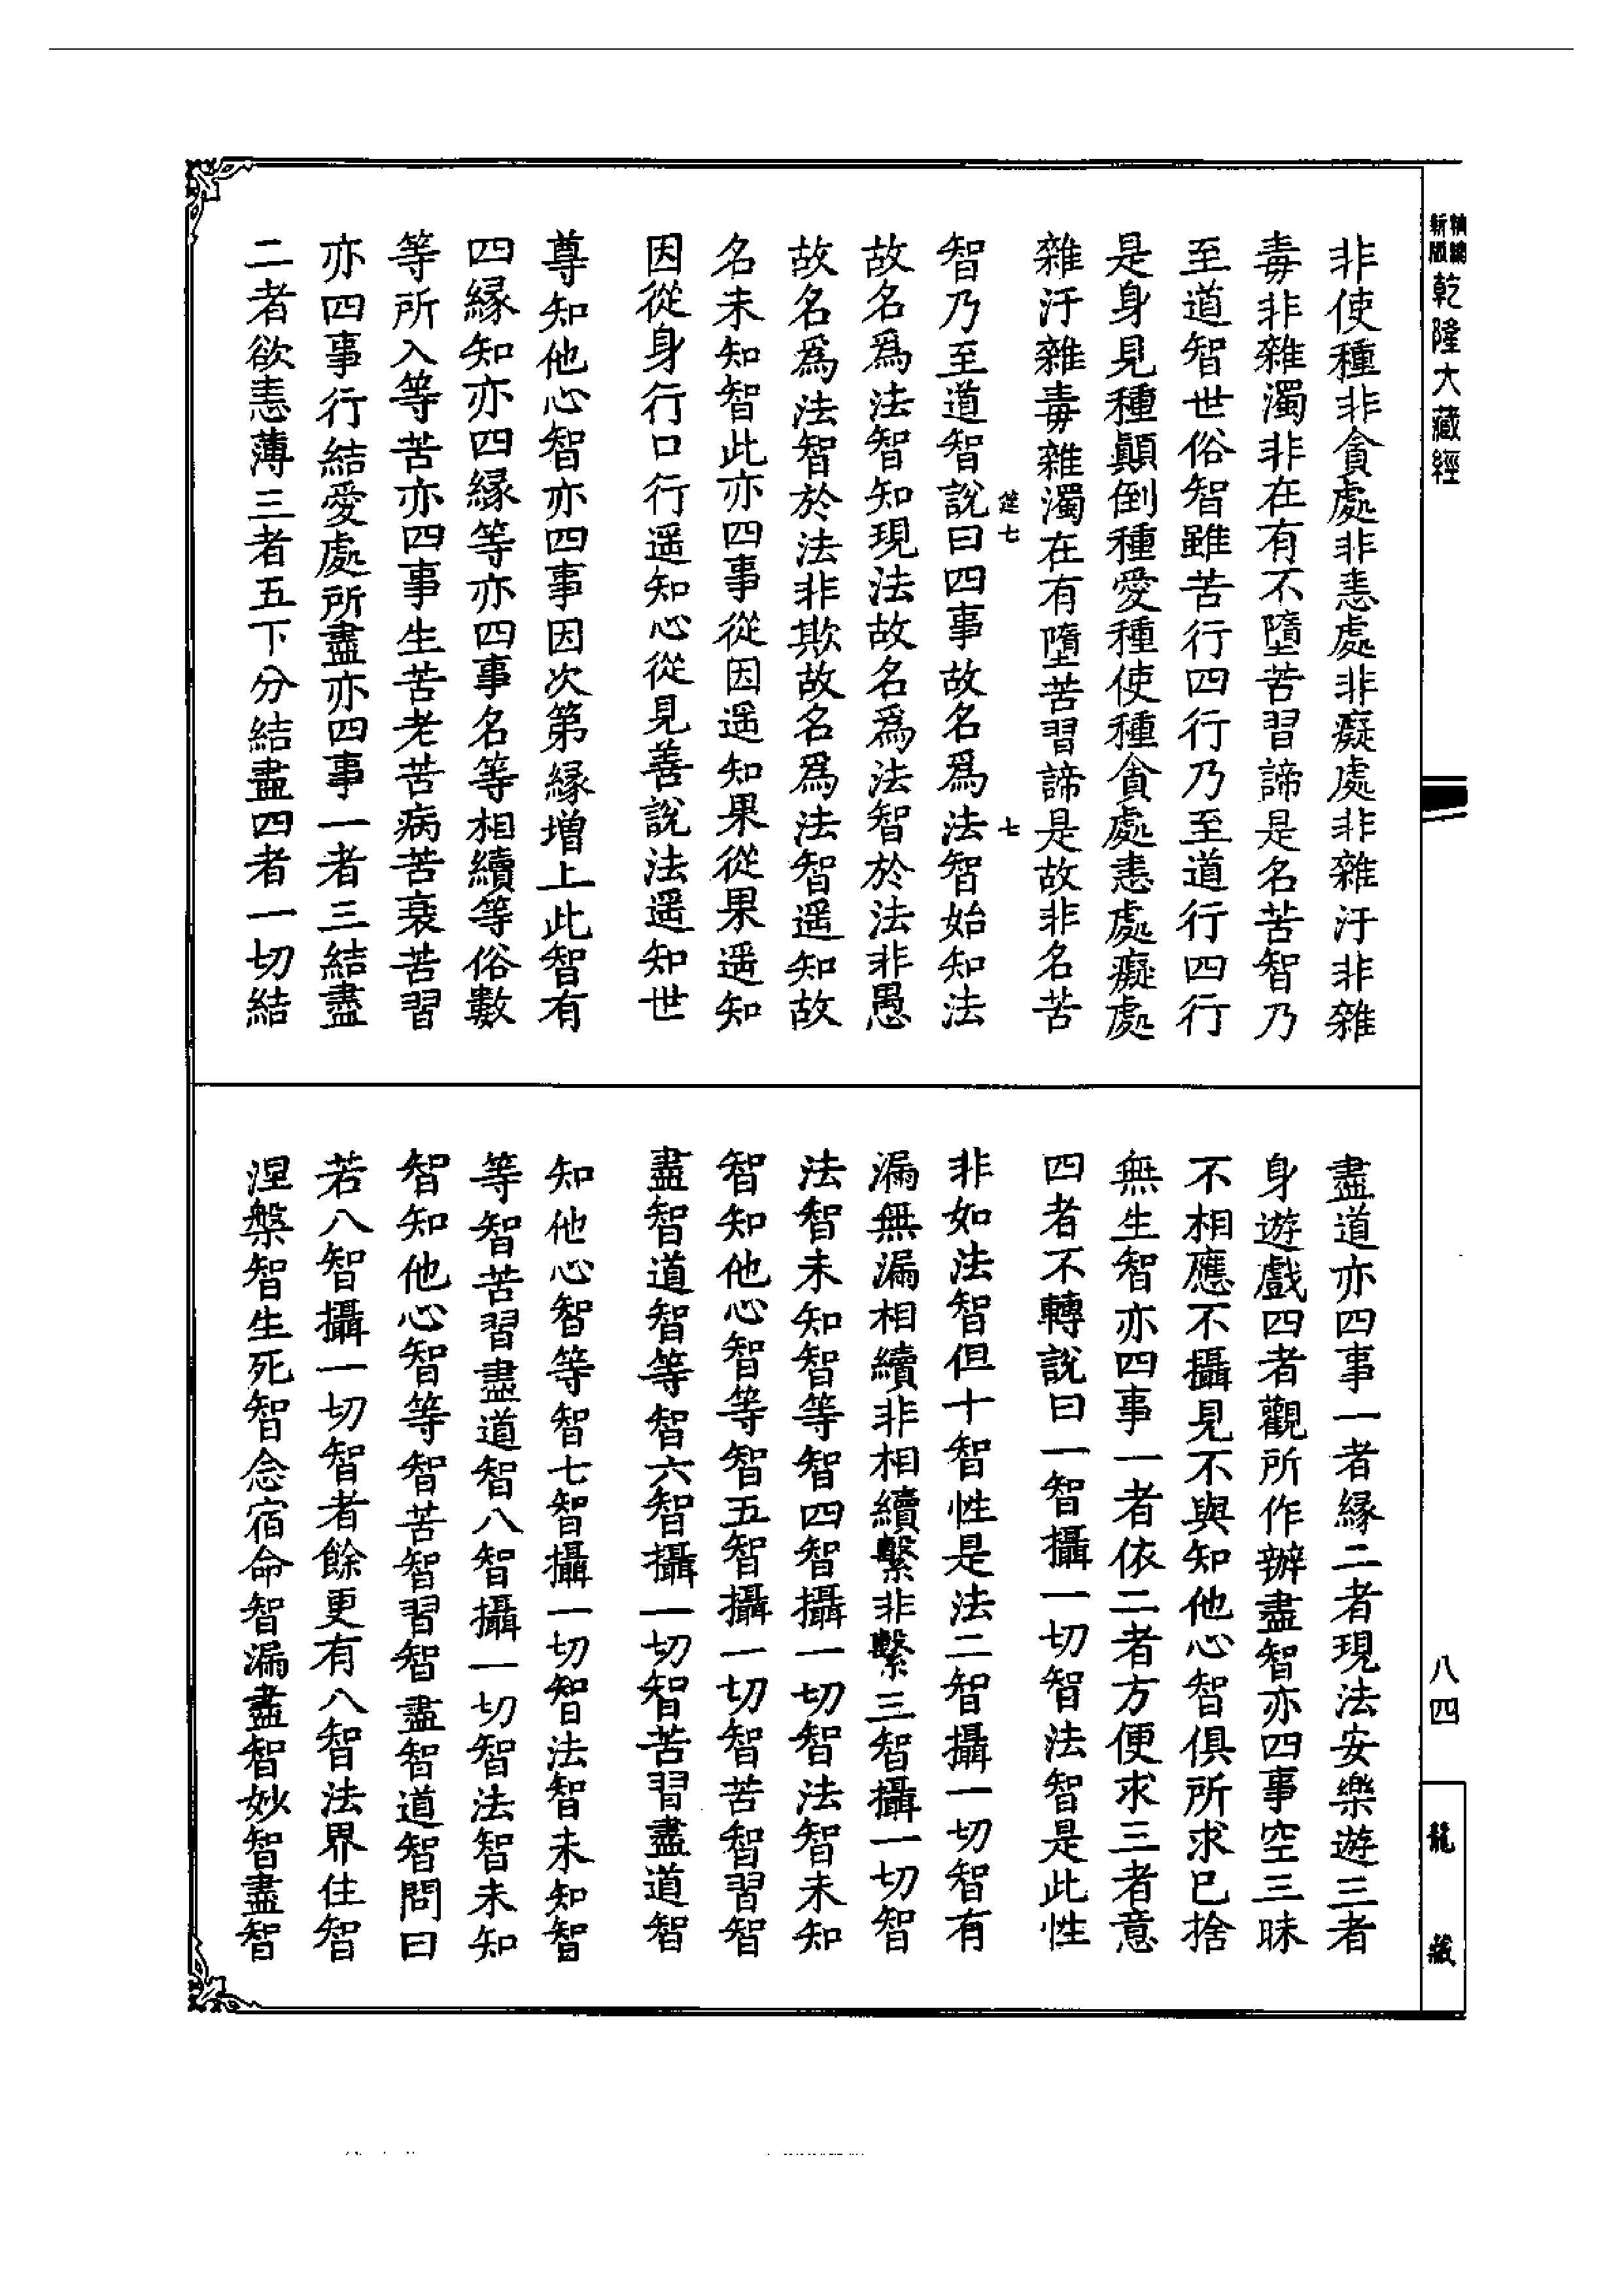 精編
新版
乾隆大藏經
非使種非貪處非恚處非癡處非雜汙非雜
毒非雜濁非在有不墮苦習諦是名苦智乃
至道智世俗智雖苦行四行乃至道行四行
是身見種顛倒種愛種使種貪處恚處癡處
雜汙雜毒雜濁在有墮苦習諦是故非名苦
七 七
智乃至道智說曰四事故名爲法智始知法
故名爲法智知現法故名爲法智於法非愚
故名爲法智於法非欺故名爲法智遥知故
名未知智此亦四事從因遥知果從果遥知
因從身行口行遥知心從見善說法遥知世
尊知他心智亦四事因次第緣增上此智有
四緣知亦四緣等亦四事名等相續等俗數
等所入等苦亦四事生苦老苦病苦衰苦習
亦四事行結愛處所盡亦四事一者三結盡
二者欲恚薄三者五下分結盡四者一切結
盡道亦四事一者緣二者現法安樂遊三者
身遊戲四者觀所作辦盡智亦四事空三昧
不相應不攝見不與知他心智俱所求已捨
無生智亦四事一者依二者方便求三者意
四者不轉說曰一智攝一切智法智是此性
非如法智但十智性是法二智攝一切智有
漏無漏相續非相續繫非繫三智攝一切智
法智未知智等智四智攝一切智法智未知
智知他心智等智五智攝一切智苦智習智
盡智道智等智六智攝一切智苦習盡道智
知他心智等智七智攝一切智法智未知智
等智苦習盡道智八智攝一切智法智未知
智知他心智等智苦智習智盡智道智問曰
若八智攝一切智者餘更有八智法界住智
涅槃智生死智念宿命智漏盡智妙智盡智
八四
龍藏